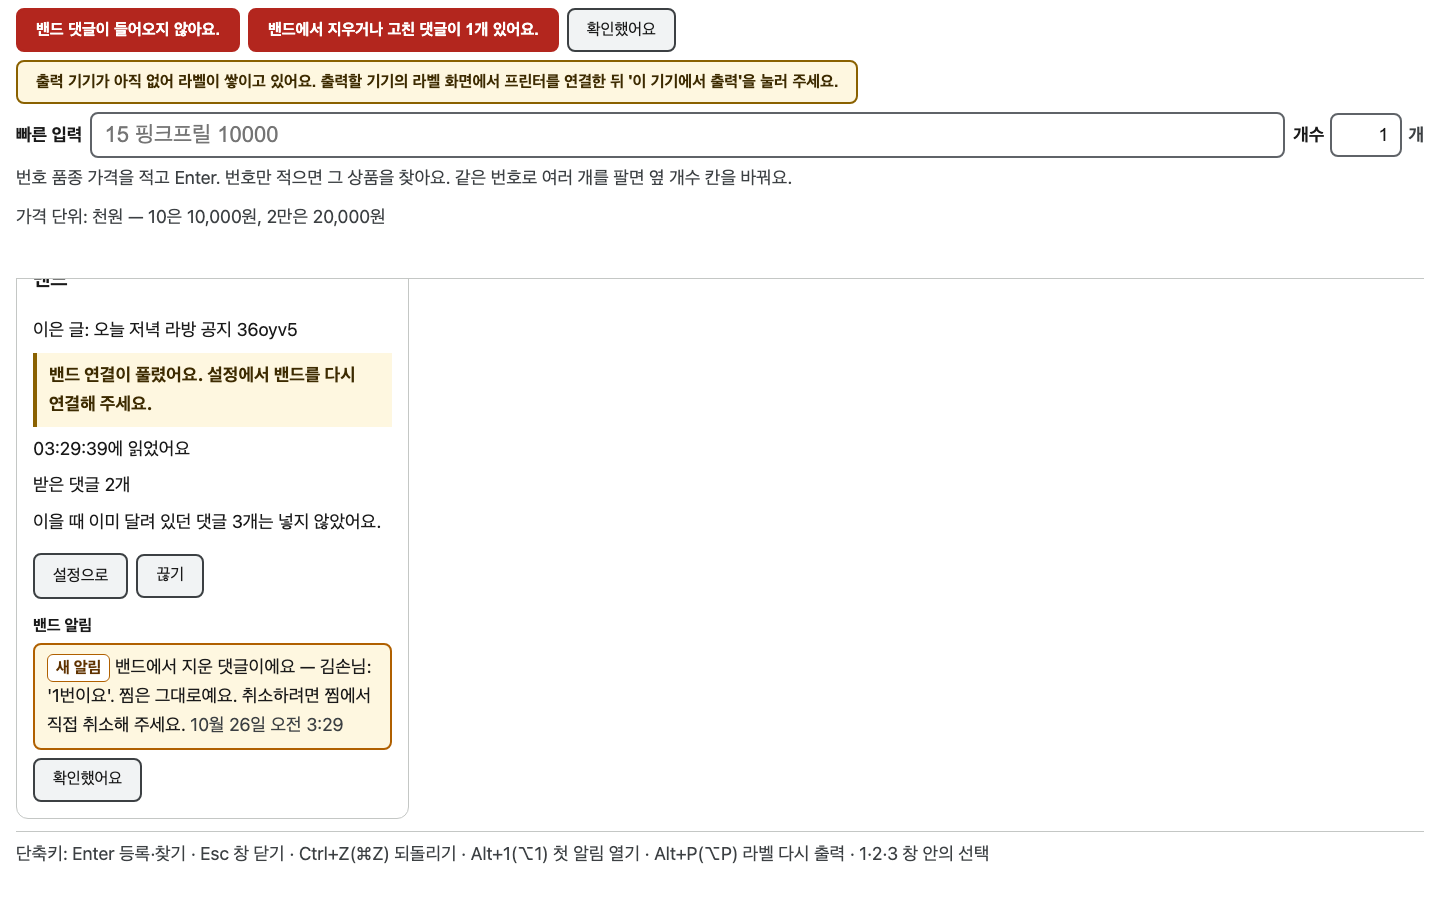 밴드 댓글이 들어오지 않아요. 밴드에서 지우거나 고친 댓글이 1개 있어요. 확인했어요
출력 기기가 아직 없어 라벨이 쌓이고 있어요. 출력할 기기의 라벨 화면에서 프린터를 연결한 뒤 '이 기기에서 출력'을 눌러 주세요.
빠른 입력 15 핑크프릴 10000 개수 1 개
번호 품종 가격을 적고 Enter. 번호만 적으면 그 상품을 찾아요. 같은 번호로 여러 개를 팔면 옆 개수 칸을 바꿔요.
가격 단위: 천원 — 10은 10,000원, 2만은 20,000원
밴드
이은 글: 오늘 저녁 라방 공지 36oyv5
밴드 연결이 풀렸어요. 설정에서 밴드를 다시
연결해 주세요.
03:29:39에 읽었어요
받은 댓글 2개
이을 때 이미 달려 있던 댓글 3개는 넣지 않았어요.
설정으로 끊기
밴드 알림
새 알림 밴드에서 지운 댓글이에요 — 김손님:
'1번이요'. 찜은 그대로예요. 취소하려면 찜에서
직접 취소해 주세요. 10월 26일 오전 3:29
확인했어요
단축키: Enter 등록·찾기 · Esc 창 닫기 · Ctrl+Z(⌘Z) 되돌리기 · Alt+1(⌥1) 첫 알림 열기 · Alt+P(⌥P) 라벨 다시 출력 · 1·2·3 창 안의 선택